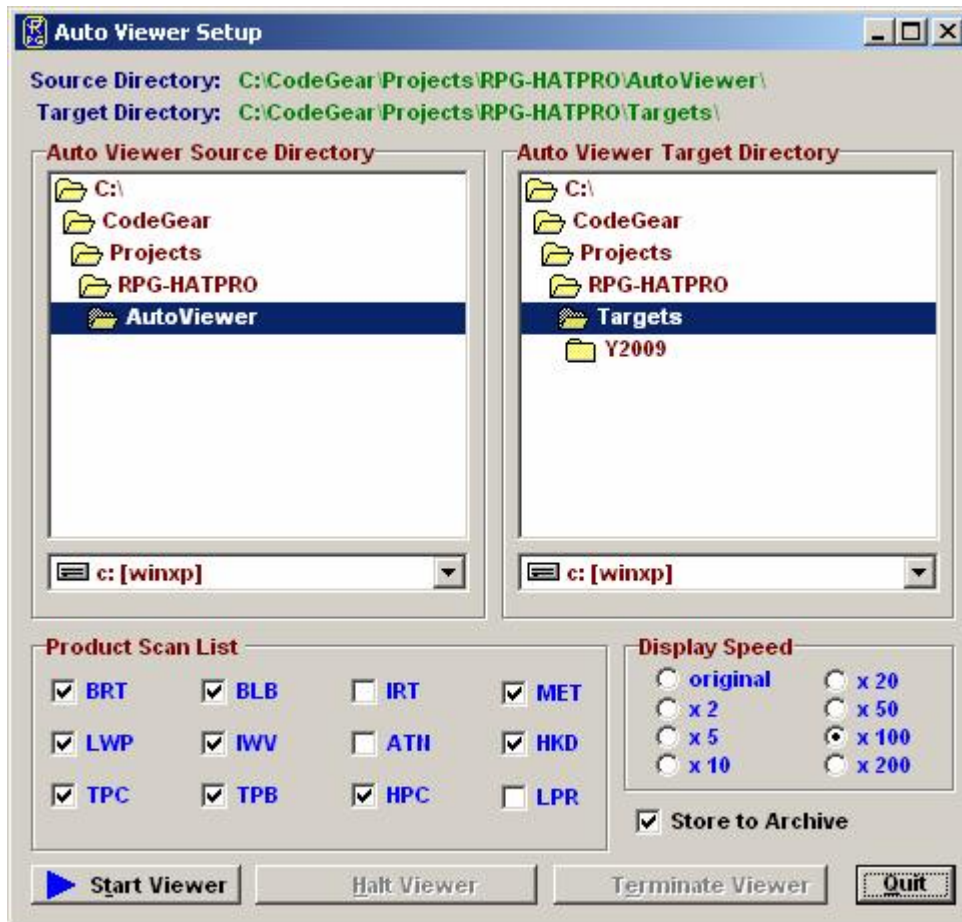 Auto Viewer Setup
Source Directory: C:\CodeGear\Projects\RPG-HATPRO\AutoViewer\
Target Directory: C:\CodeGear\Projects\RPG-HATPRO\Targets\
Auto Viewer Source Directory
C:\
CodeGear
Projects
RPG-HATPRO
AutoViewer
c: [winxp]
Auto Viewer Target Directory
C:\
CodeGear
Projects
RPG-HATPRO
Targets
Y2009
c: [winxp]
Product Scan List
BRT BLB IRT MET
LWP IWV ATN HKD
TPC TPB HPC LPR
Display Speed
original x 20
x 2 x 50
x 5 x 100
x 10 x 200
Store to Archive
Start Viewer Halt Viewer Terminate Viewer Quit